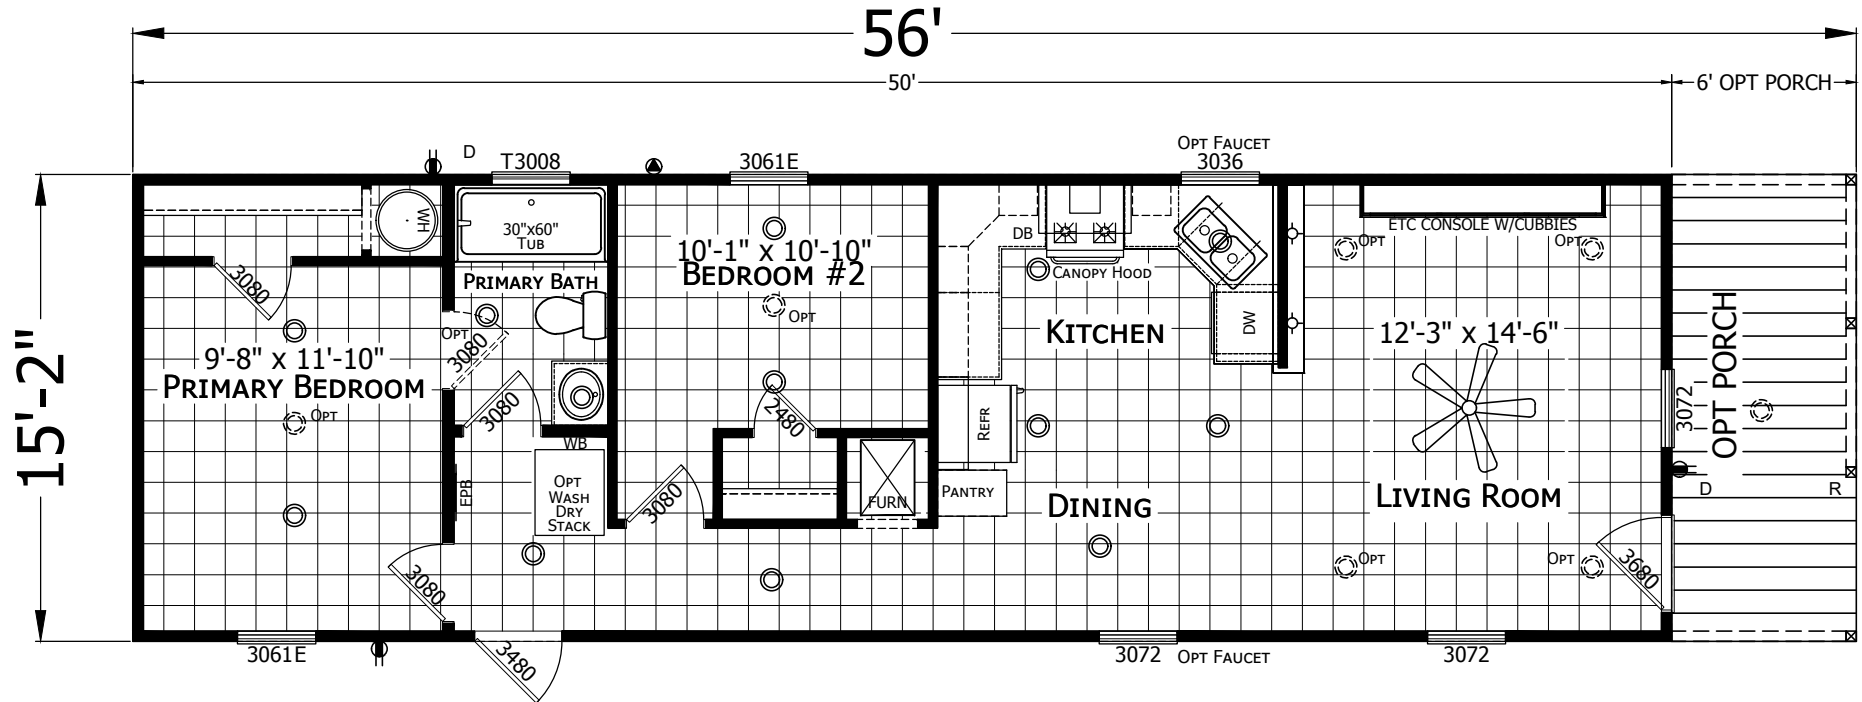 56'
50'
6' OPT PORCH
15'-2"
D
T3008
3061E
OPT FAUCET
3036
WH
30"x60"
TUB
PRIMARY BATH
3080
OPT
3080
9'-8" x 11'-10"
PRIMARY BEDROOM
OPT
3080
WB
EPB
OPT
WASH
DRY
STACK
3080
3061E
3480
10'-1" x 10'-10"
BEDROOM #2
OPT
2480
3080
FURN
DB
CANOPY HOOD
KITCHEN
DW
REFR
PANTRY
DINING
ETC CONSOLE W/CUBBIES
OPT
OPT
12'-3" x 14'-6"
LIVING ROOM
OPT
OPT
3680
3072
OPT PORCH
D
R
3072
OPT FAUCET
3072